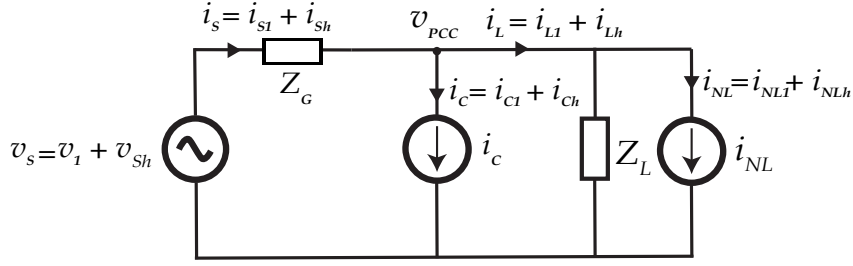 i_S = i_S1 + i_Sh
v_PCC
i_L = i_L1 + i_Lh
Z_G
i_C = i_C1 + i_Ch
i_NL = i_NL1 + i_NLh
v_S = v_1 + v_Sh
i_C
Z_L
i_NL